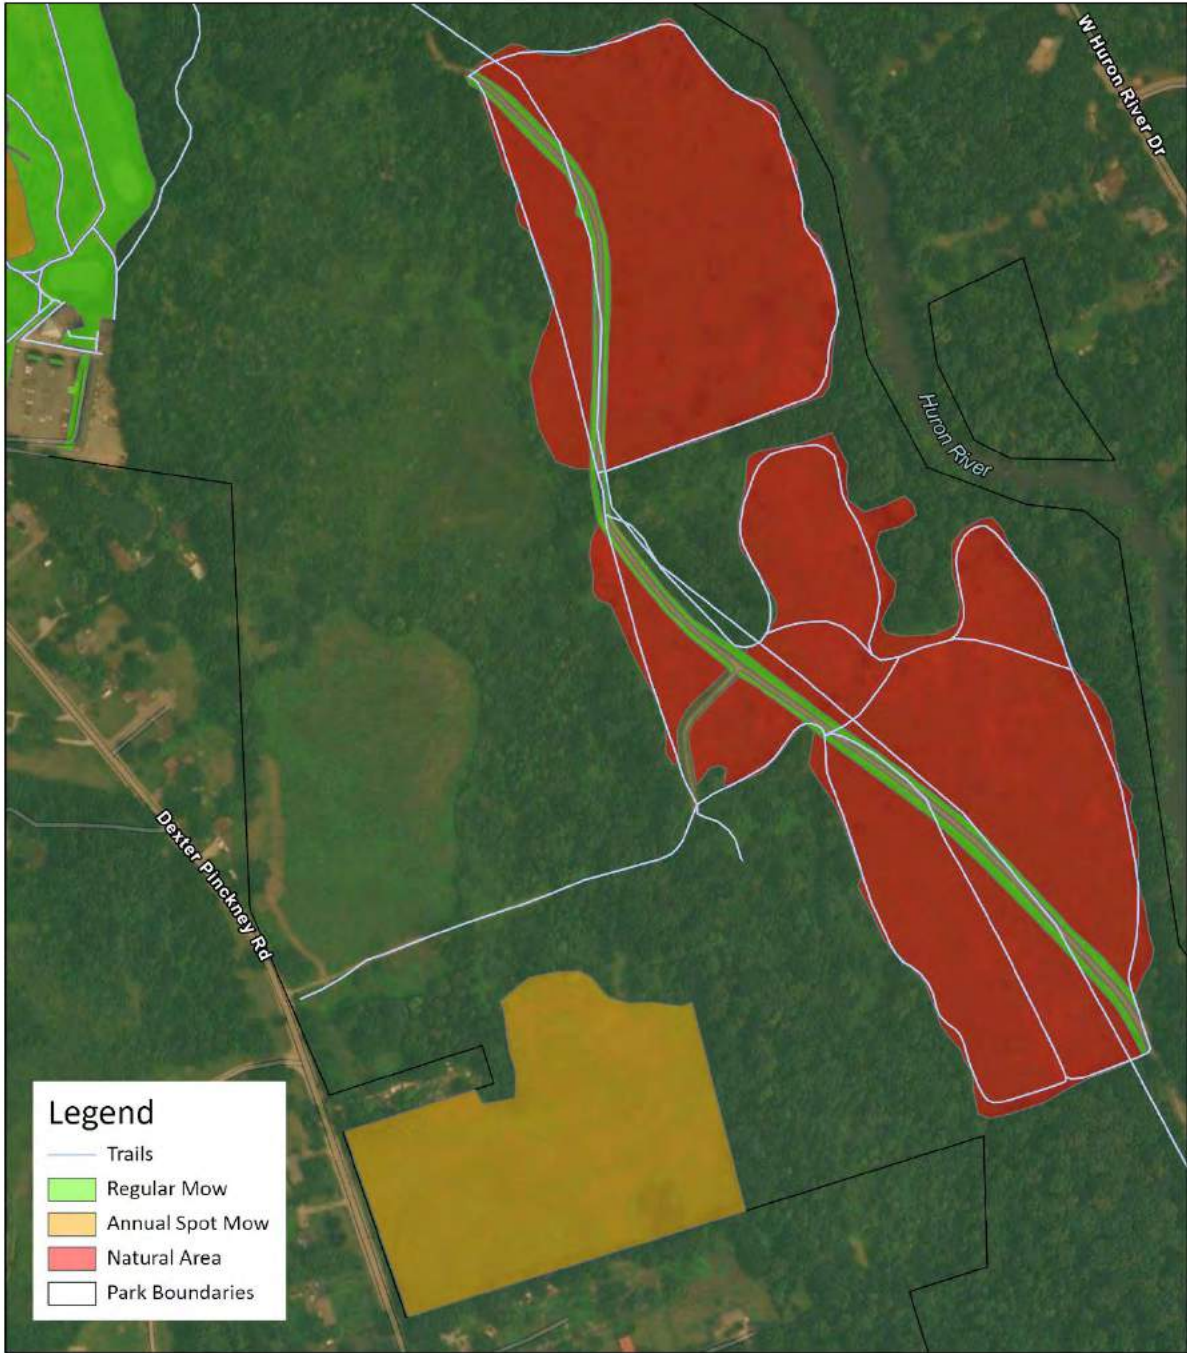 W Huron River Dr
Huron River
Dexter Pinckney Rd
Legend
Trails
Regular Mow
Annual Spot Mow
Natural Area
Park Boundaries